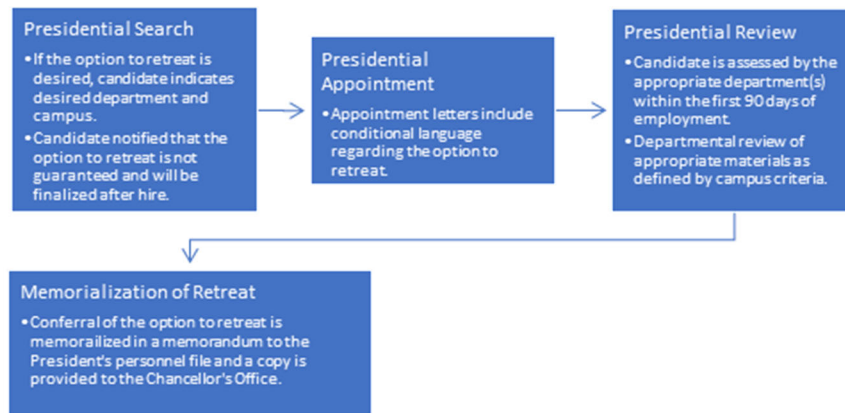 Presidential Search
•If the option to retreat is
desired, candidate indicates
desired department and
campus.
•Candidate notified that the
option to retreat is not
guaranteed and will be
finalized after hire.
Presidential
Appointment
•Appointment letters include
conditional language
regarding the option to
retreat.
Presidential Review
•Candidate is assessed by the
appropriate department(s)
within the first 90 days of
employment.
•Departmental review of
appropriate materials as
defined by campus criteria.
Memorialization of Retreat
•Conferral of the option to retreat is
memorailized in a memorandum to the
President's personnel file and a copy is
provided to the Chancellor's Office.